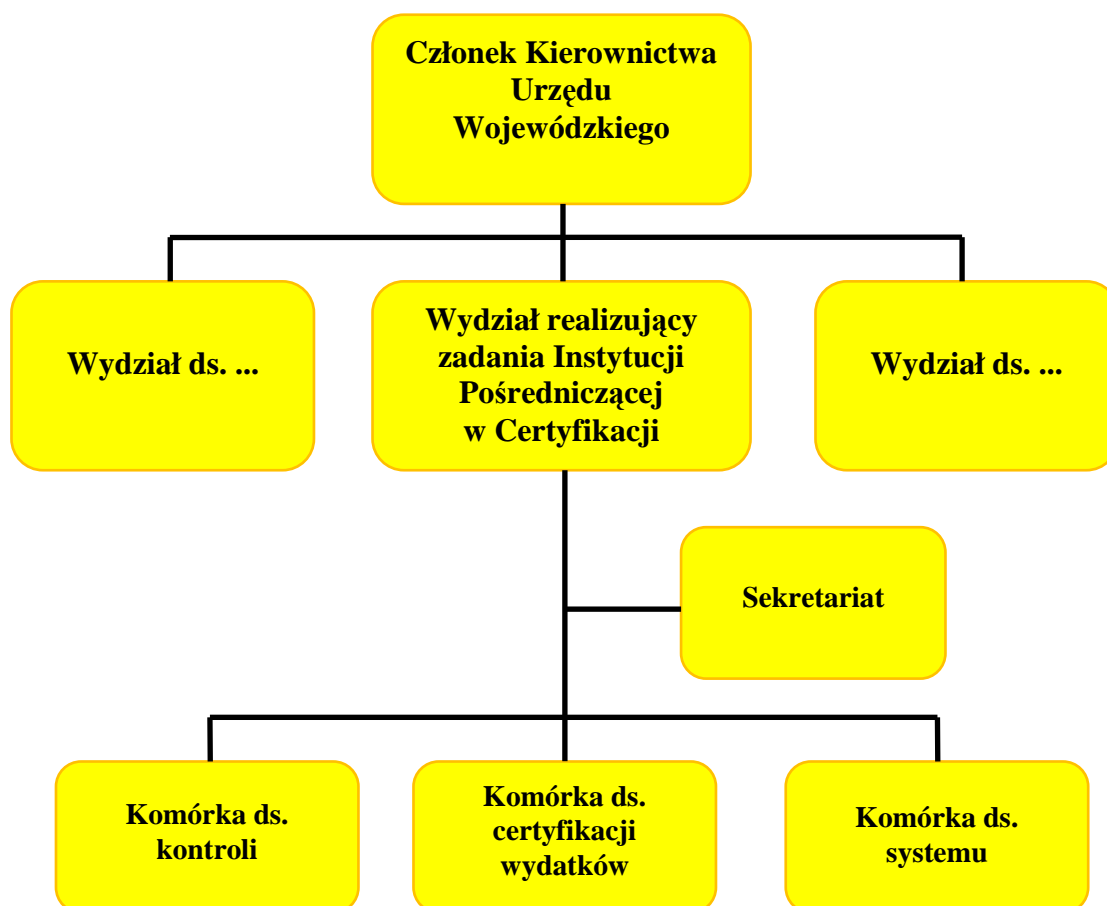 Członek Kierownictwa
Urzędu
Wojewódzkiego
Wydział ds. ...
Wydział realizujący
zadania Instytucji
Pośredniczącej
w Certyfikacji
Wydział ds. ...
Sekretariat
Komórka ds.
kontroli
Komórka ds.
certyfikacji
wydatków
Komórka ds.
systemu